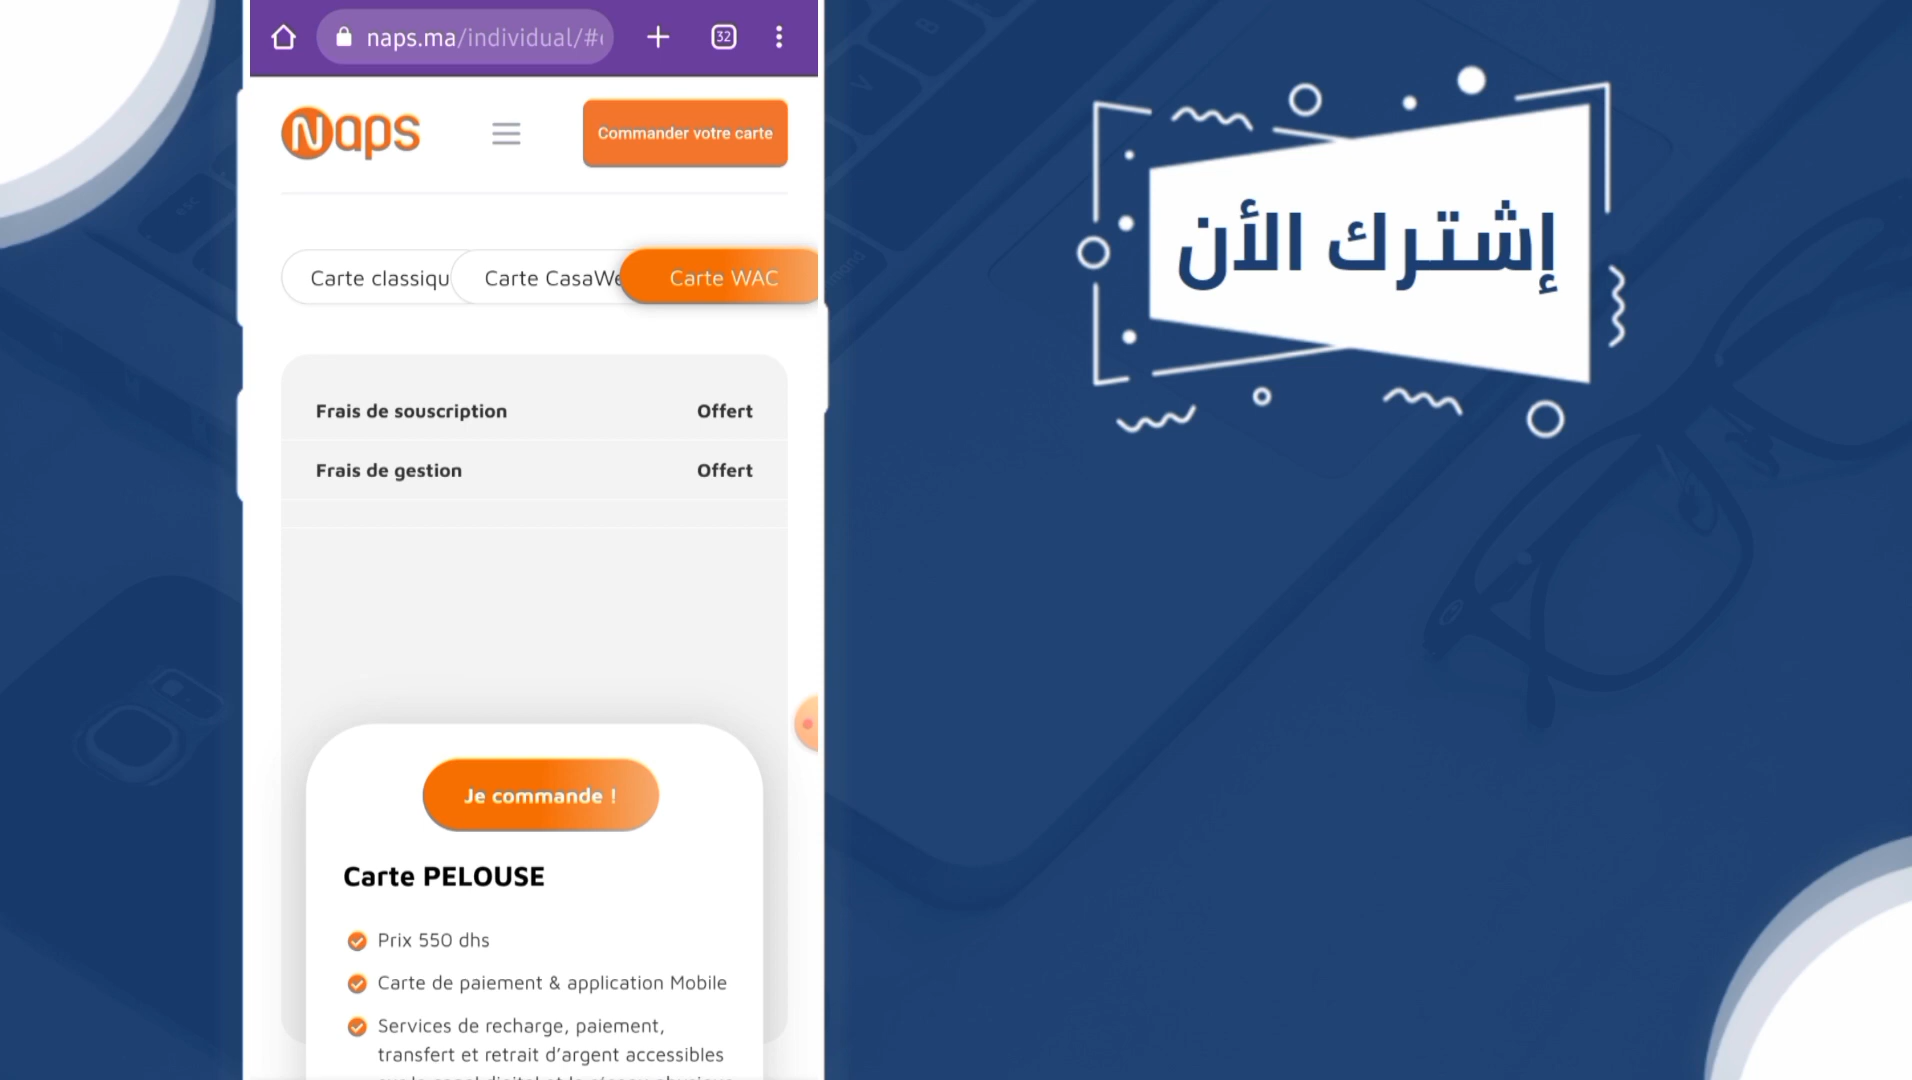 naps.ma/individual/#
32
Naps
Commander votre carte
Carte classiqu
Carte CasaWe
Carte WAC
Frais de souscription Offert
Frais de gestion Offert
Je commande !
Carte PELOUSE
Prix 550 dhs
Carte de paiement & application Mobile
Services de recharge, paiement,
transfert et retrait d'argent accessibles
إشترك الأن